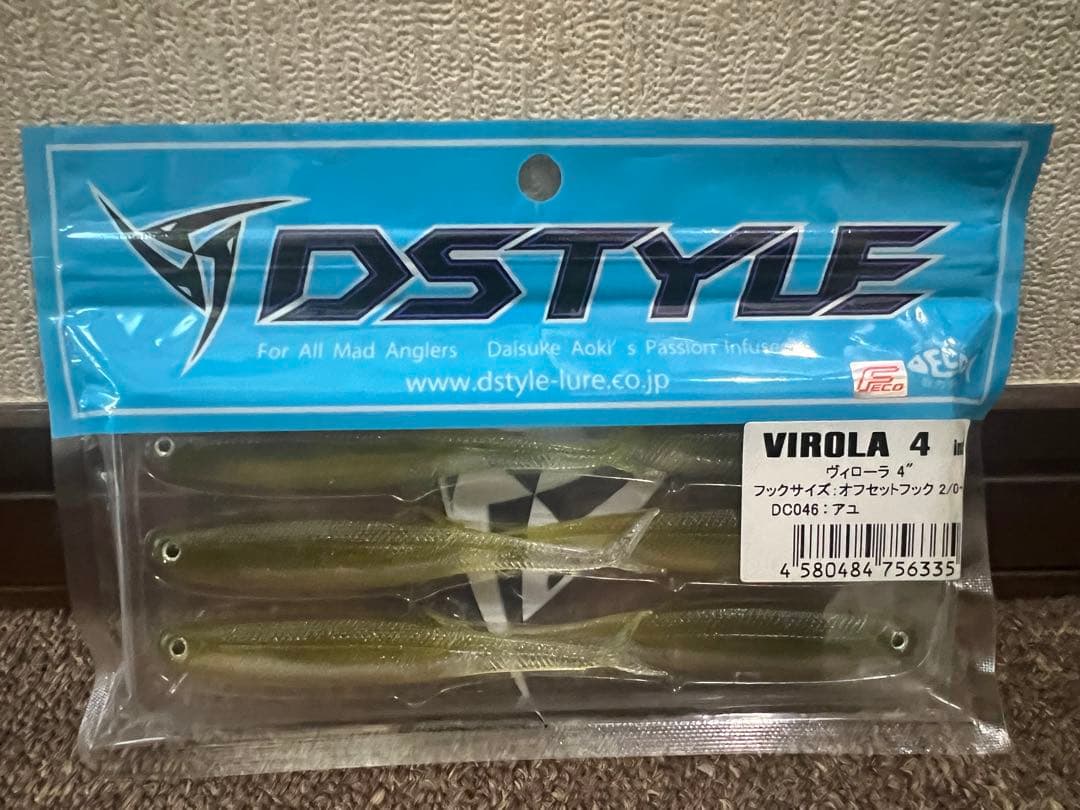 DSTYLE
For All Mad Anglers Daisuke Aoki's Passion Infuse
www.dstyle-lure.co.jp
FECO
VIROLA 4
ヴィローラ 4"
フックサイズ:オフセットフック 2/0
DC046:アユ
4 580484 756335